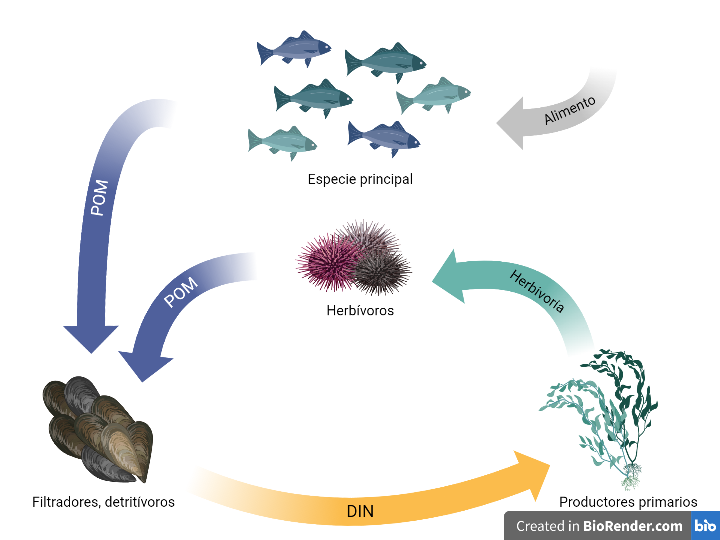 Alimento
Especie principal
POM
POM
Herbivoría
Herbívoros
Filtradores, detritívoros
DIN
Productores primarios
Created in BioRender.com bio